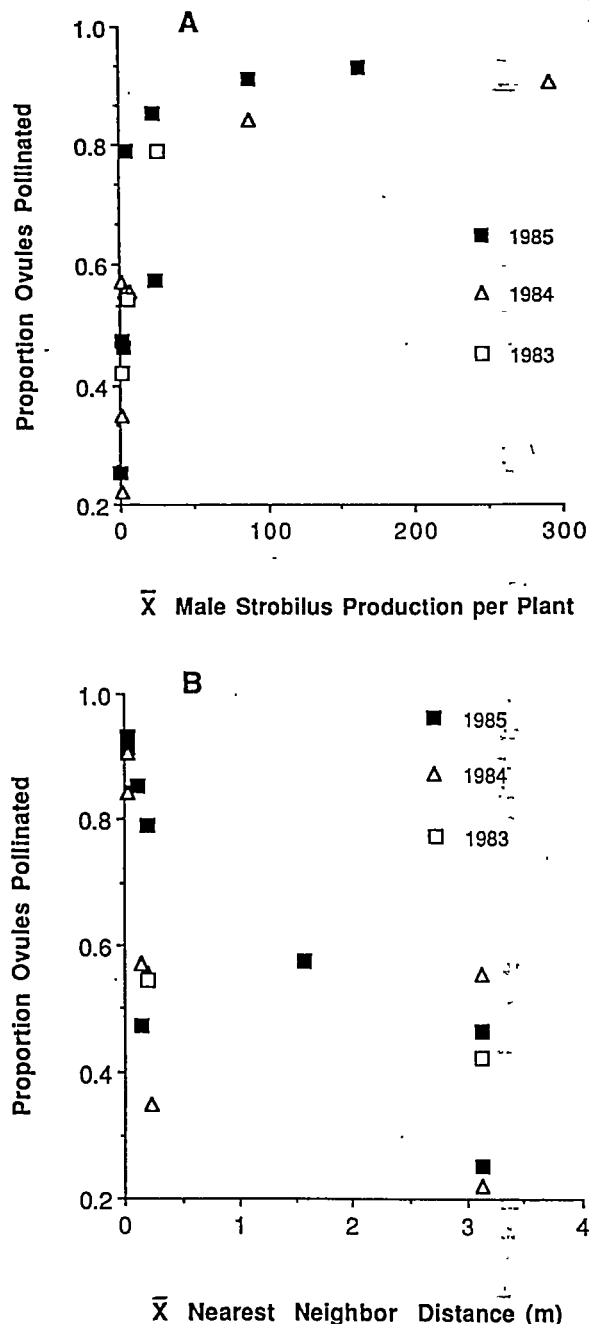 A
1.0
0.8
0.6
0.4
0.2
Proportion Ovules Pollinated
1985
1984
1983
0 100 200 300
X̄ Male Strobilus Production per Plant
B
1.0
0.8
0.6
0.4
0.2
Proportion Ovules Pollinated
1985
1984
1983
0 1 2 3 4
X̄ Nearest Neighbor Distance (m)